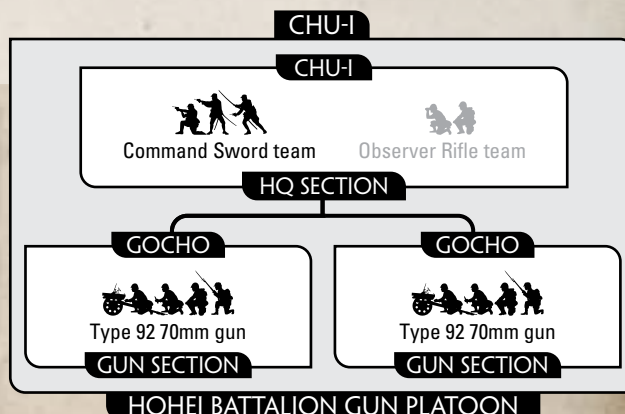 CHU-I
CHU-I
Command Sword team
Observer Rifle team
HQ SECTION
GOCHO
Type 92 70mm gun
GUN SECTION
GOCHO
Type 92 70mm gun
GUN SECTION
HOHEI BATTALION GUN PLATOON